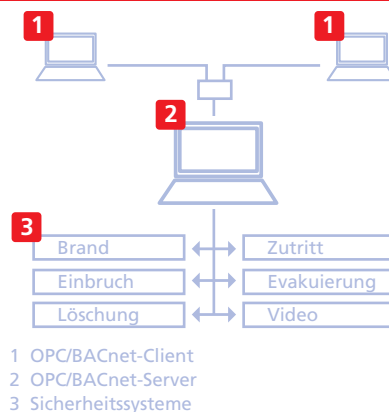 1 1
2
3
Brand Zutritt
Einbruch Evakuierung
Löschung Video
1 OPC/BACnet-Client
2 OPC/BACnet-Server
3 Sicherheitssysteme